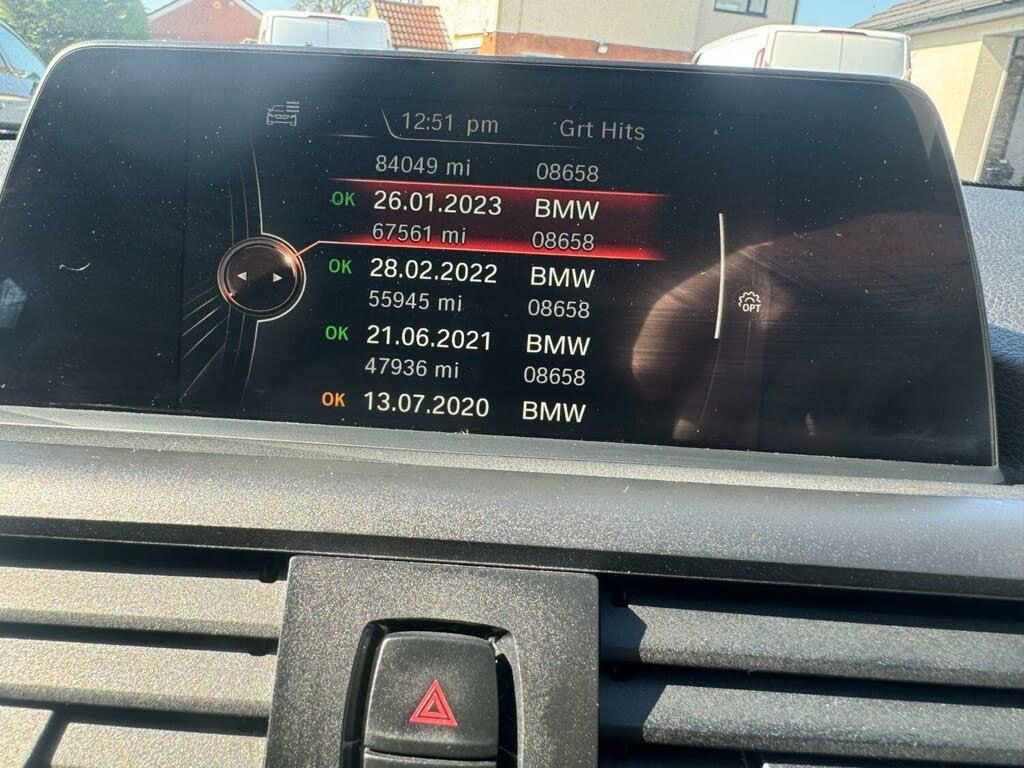 12:51 pm Grt Hits
84049 mi 08658
OK 26.01.2023 BMW
67561 mi 08658
OK 28.02.2022 BMW
55945 mi 08658
OPT
OK 21.06.2021 BMW
47936 mi 08658
OK 13.07.2020 BMW